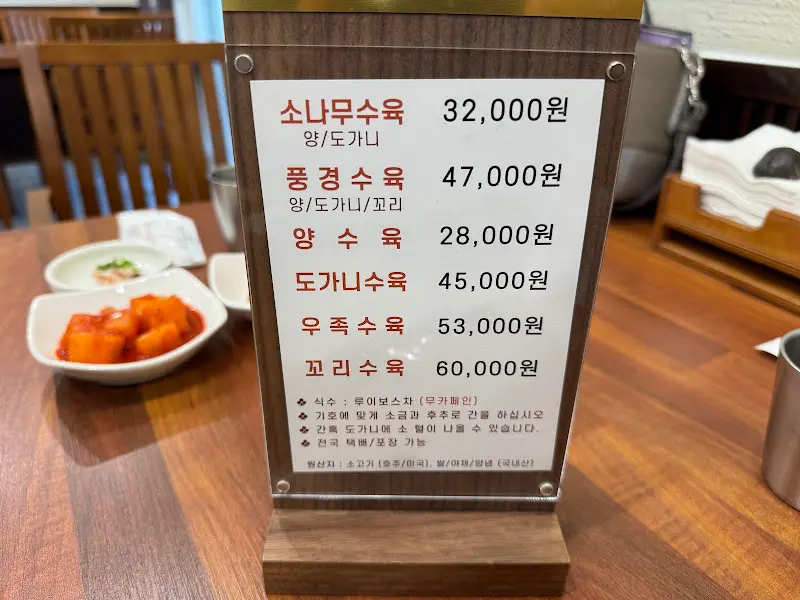 소나무수육 32,000원
양/도가니
풍경수육 47,000원
양/도가니/꼬리
양수육 28,000원
도가니수육 45,000원
우족수육 53,000원
꼬리수육 60,000원
❖ 식수 : 루이보스차 (무카페인)
❖ 기호에 맞게 소금과 후추로 간을 하십시오
❖ 간혹 도가니에 소 털이 나올 수 있습니다.
❖ 전국 택배/포장 가능
원산지 : 소고기 (호주/미국), 쌀/야채/양념 (국내산)